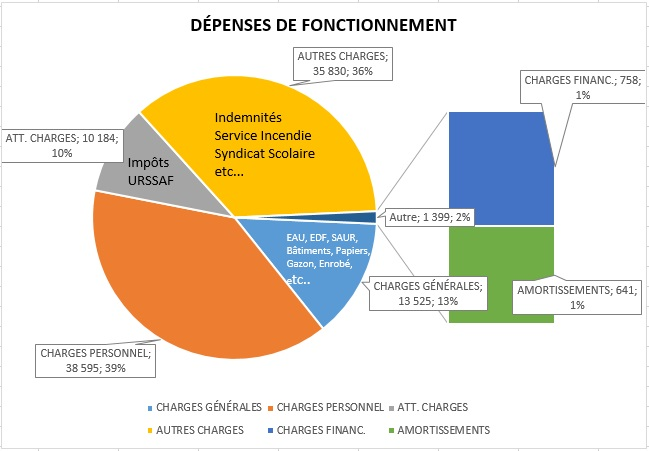 DÉPENSES DE FONCTIONNEMENT
AUTRES CHARGES;
35 830; 36%
CHARGES FINANC.; 758;
1%
Indemnités
Service Incendie
Syndicat Scolaire
etc...
ATT. CHARGES; 10 184;
10%
Impôts
URSSAF
Autre; 1 399; 2%
EAU, EDF, SAUR,
Bâtiments, Papiers,
Gazon, Enrobé,
etc..
CHARGES GÉNÉRALES;
13 525; 13%
AMORTISSEMENTS; 641;
1%
CHARGES PERSONNEL;
38 595; 39%
CHARGES GÉNÉRALES
CHARGES PERSONNEL
ATT. CHARGES
AUTRES CHARGES
CHARGES FINANC.
AMORTISSEMENTS